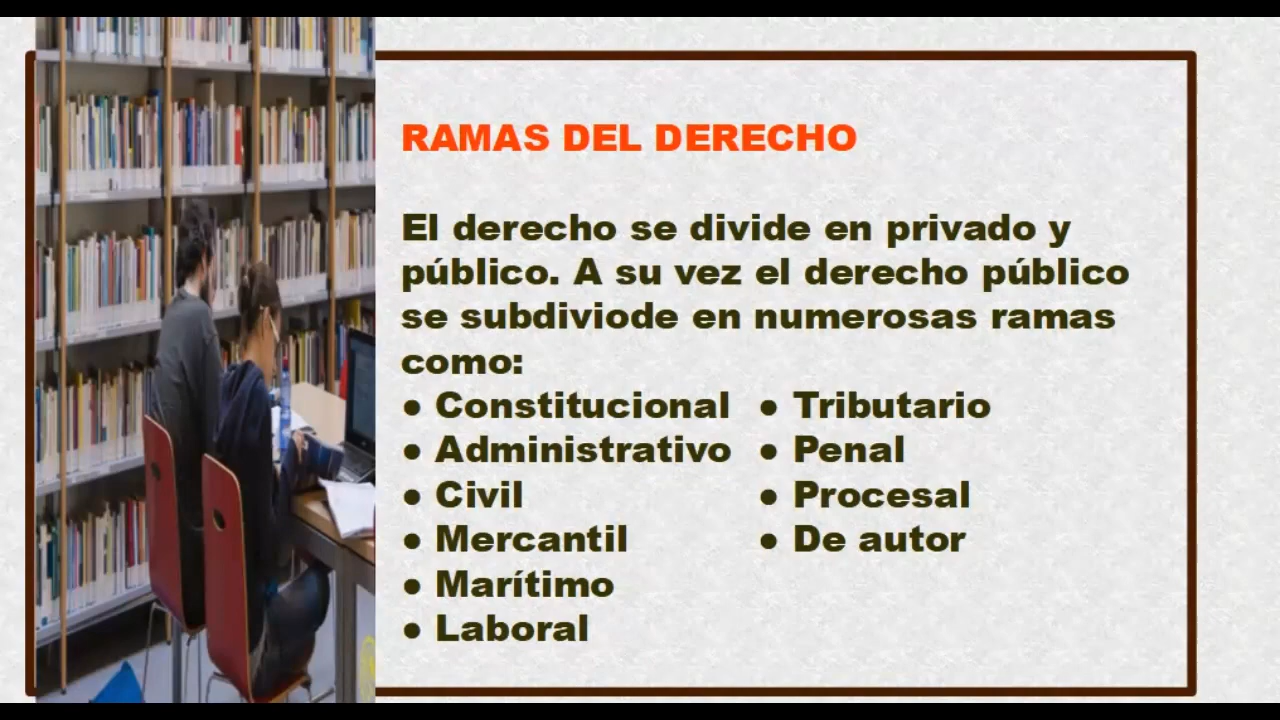 RAMAS DEL DERECHO
El derecho se divide en privado y
público. A su vez el derecho público
se subdiviode en numerosas ramas
como:
● Constitucional
● Administrativo
● Civil
● Mercantil
● Marítimo
● Laboral
● Tributario
● Penal
● Procesal
● De autor